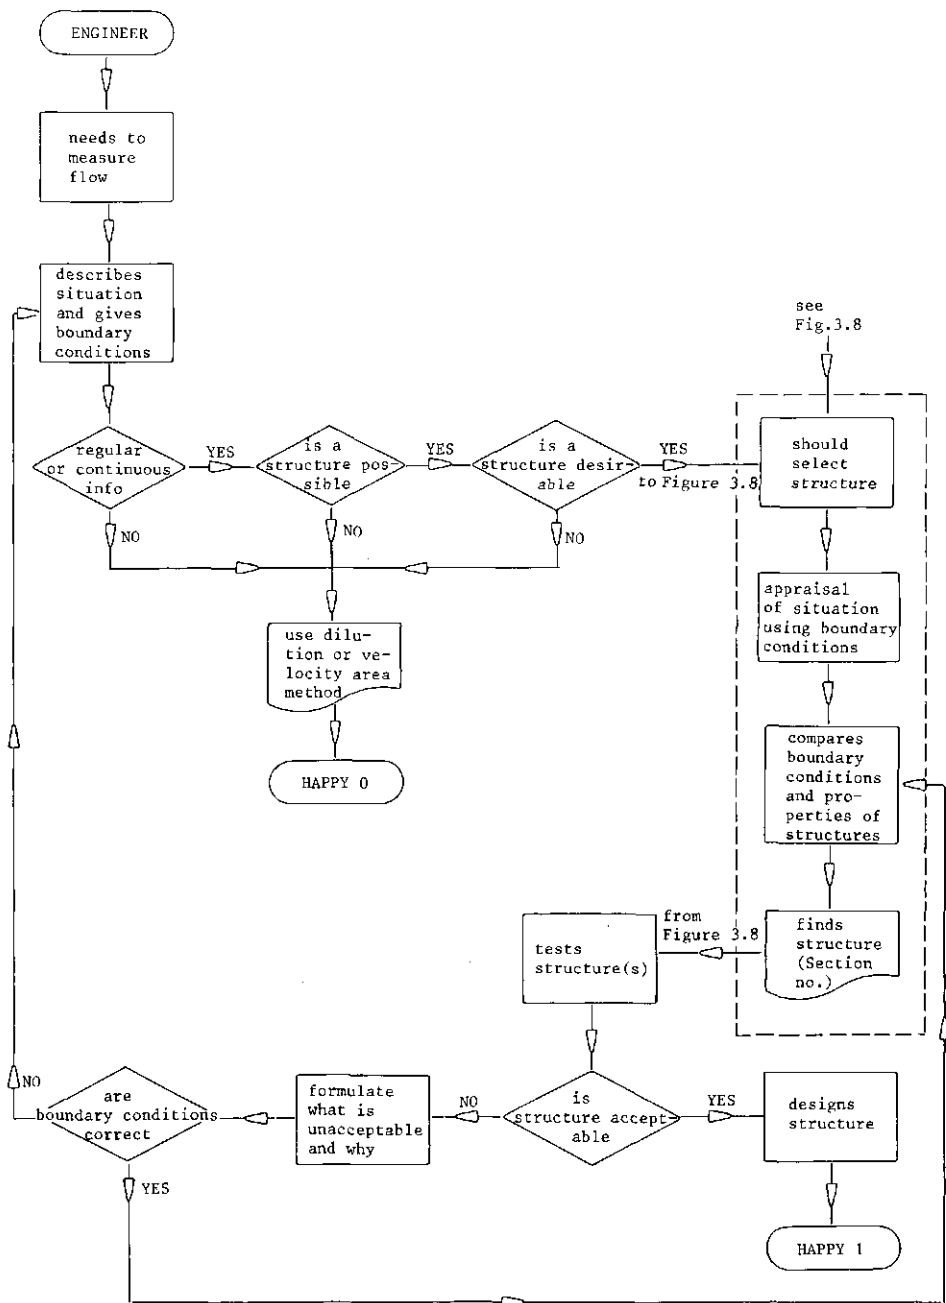 ENGINEER
needs to
measure
flow
describes
situation
and gives
boundary
conditions
see
Fig.3.8
regular
or continuous
info
YES
is a
structure pos-
sible
YES
is a
structure desir-
able
YES
to Figure 3.8
should
select
structure
NO
NO
NO
appraisal
of situation
using boundary
conditions
use dilu-
tion or ve-
locity area
method
HAPPY 0
compares
boundary
conditions
and pro-
perties of
structures
finds
structure
(Section
no.)
from
Figure 3.8
tests
structure(s)
is
structure accept-
able
YES
designs
structure
HAPPY 1
NO
formulate
what is
unacceptable
and why
are
boundary conditions
correct
NO
YES